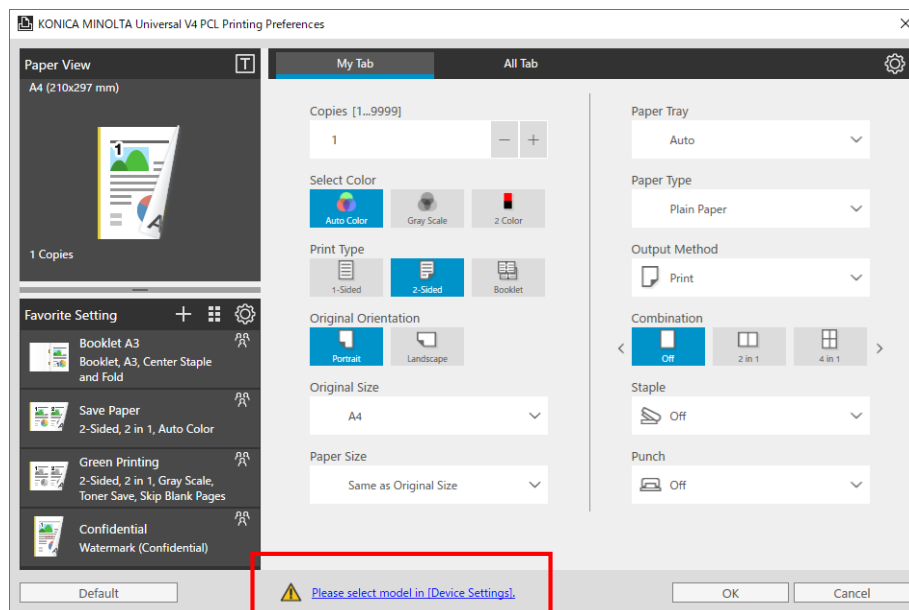 KONICA MINOLTA Universal V4 PCL Printing Preferences
Paper View
T
A4 (210x297 mm)
1
A
1 Copies
Favorite Setting
Booklet A3
Booklet, A3, Center Staple
and Fold
Save Paper
2-Sided, 2 in 1, Auto Color
Green Printing
2-Sided, 2 in 1, Gray Scale,
Toner Save, Skip Blank Pages
Confidential
Watermark (Confidential)
My Tab
All Tab
Copies [1...9999]
1
Select Color
Auto Color
Gray Scale
2 Color
Print Type
1-Sided
2-Sided
Booklet
Original Orientation
Portrait
Landscape
Original Size
A4
Paper Size
Same as Original Size
Paper Tray
Auto
Paper Type
Plain Paper
Output Method
Print
Combination
Off
2 in 1
4 in 1
Staple
Off
Punch
Off
Default
Please select model in [Device Settings].
OK
Cancel